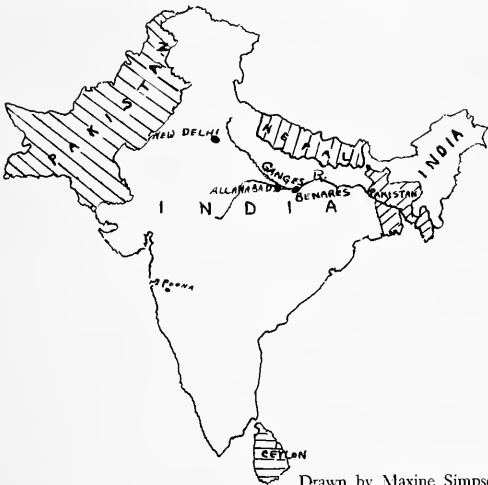 PAKISTAN
NEW DELHI
NEPAL
INDIA
GANGES R.
ALLAHABAD
BENARES
PAKISTAN
INDIA
POONA
CEYLON
Drawn by Maxine Simps